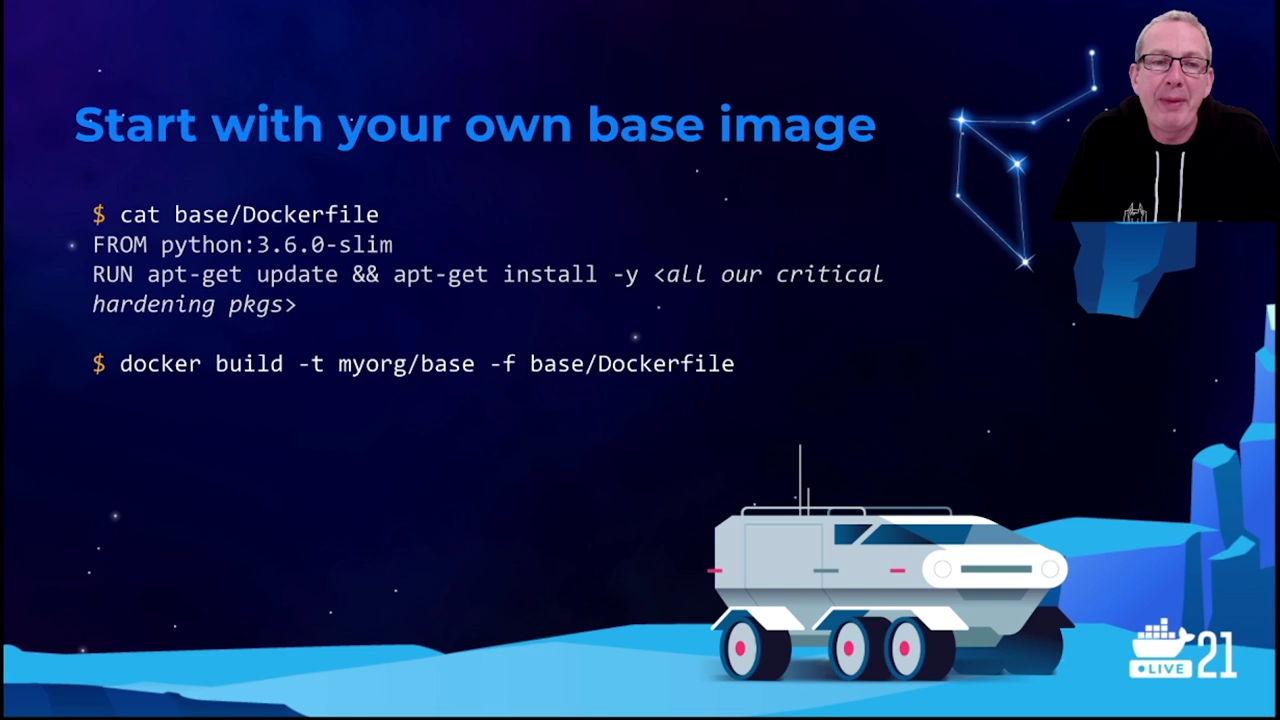 Start with your own base image
$ cat base/Dockerfile
FROM python:3.6.0-slim
RUN apt-get update && apt-get install -y <all our critical
hardening pkgs>
$ docker build -t myorg/base -f base/Dockerfile
LIVE 21